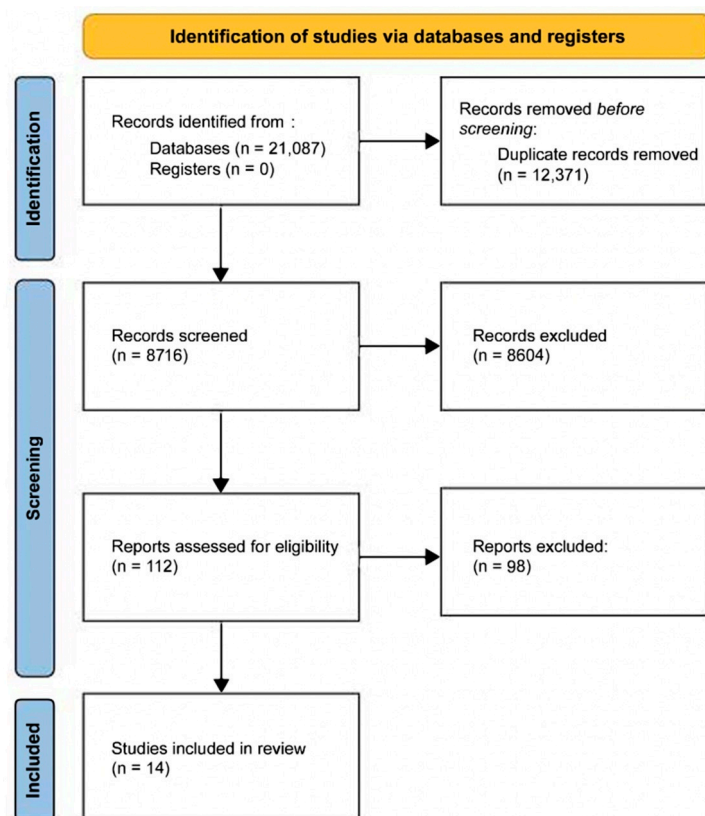 Identification of studies via databases and registers
Identification
Records identified from :
Databases (n = 21,087)
Registers (n = 0)
Records removed before
screening:
Duplicate records removed
(n = 12,371)
Screening
Records screened
(n = 8716)
Records excluded
(n = 8604)
Reports assessed for eligibility
(n = 112)
Reports excluded:
(n = 98)
Included
Studies included in review
(n = 14)